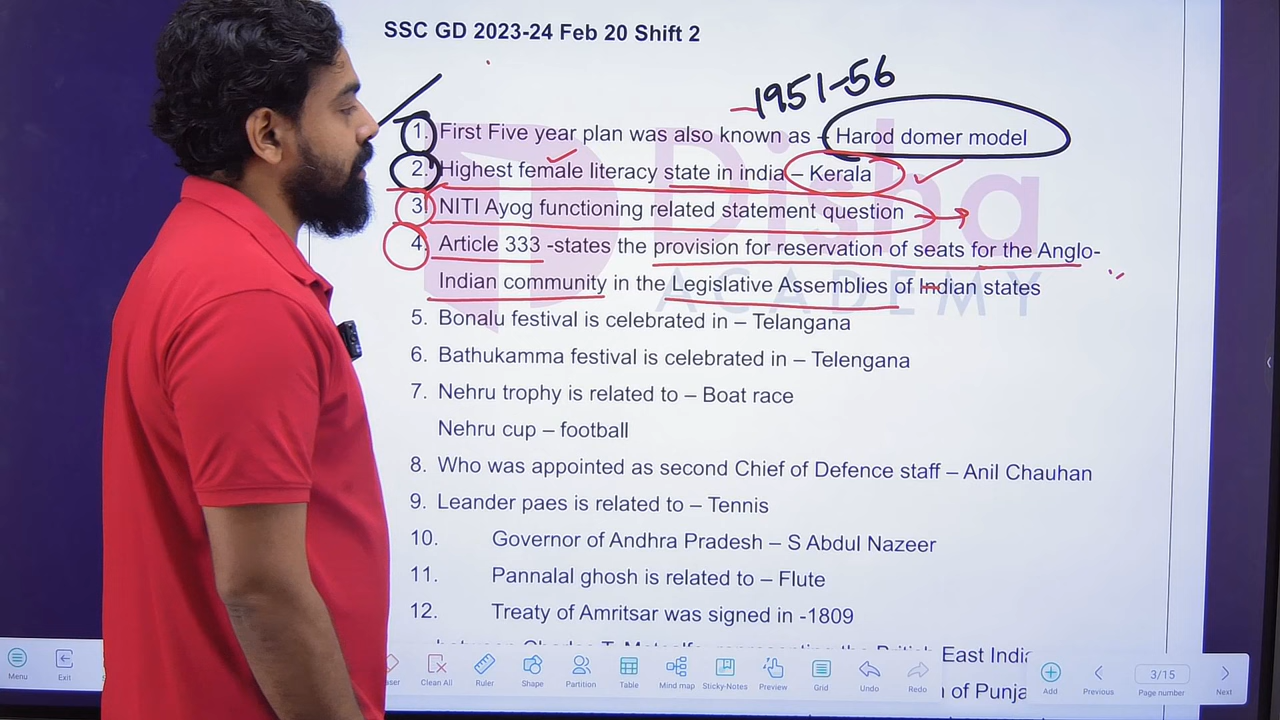 SSC GD 2023-24 Feb 20 Shift 2
1951-56
1. First Five year plan was also known as – Harod domer model
2. Highest female literacy state in india – Kerala
3. NITI Ayog functioning related statement question
4. Article 333 -states the provision for reservation of seats for the Anglo-
Indian community in the Legislative Assemblies of Indian states
5. Bonalu festival is celebrated in – Telangana
6. Bathukamma festival is celebrated in – Telengana
7. Nehru trophy is related to – Boat race
Nehru cup – football
8. Who was appointed as second Chief of Defence staff – Anil Chauhan
9. Leander paes is related to – Tennis
10. Governor of Andhra Pradesh – S Abdul Nazeer
11. Pannalal ghosh is related to – Flute
12. Treaty of Amritsar was signed in -1809
East
of
Disha
ACADEMY
Menu Exit Clean All Ruler Shape Partition Table Mind map Sticky-Notes Preview Grid Undo Redo Add Previous 3/15 Page number Next